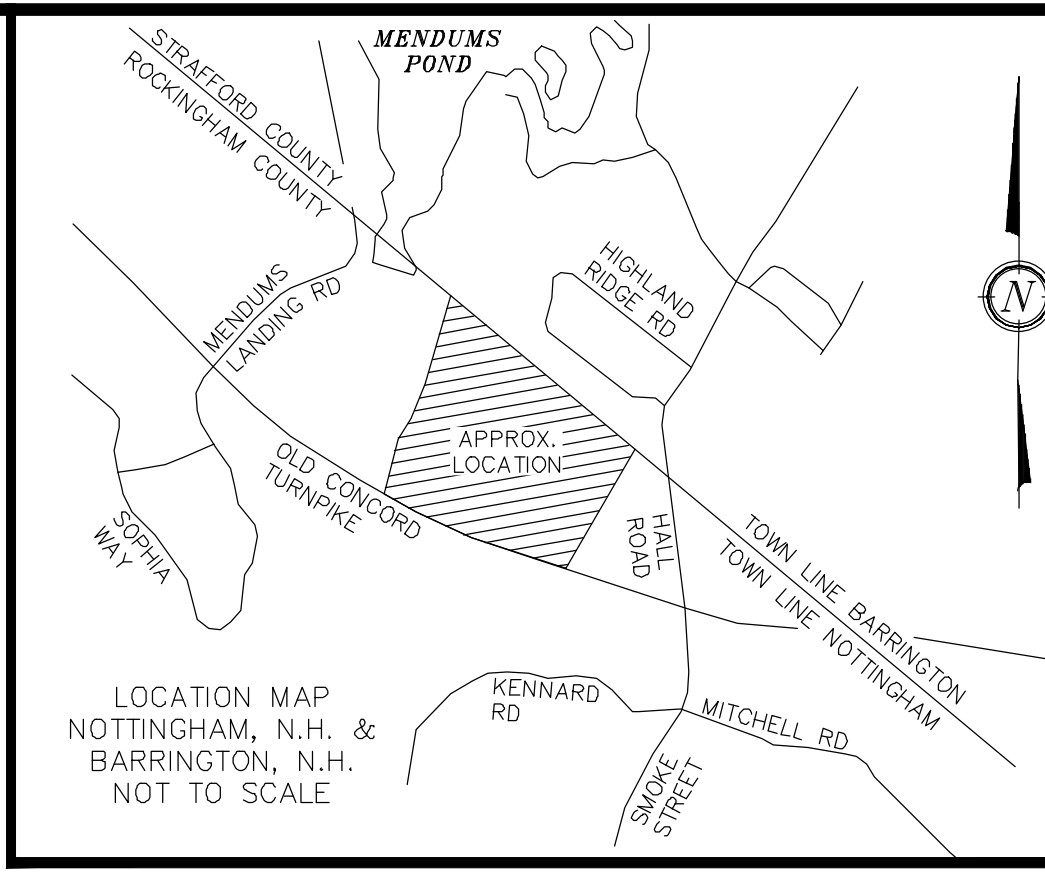 MENDUMS
POND
STRAFFORD COUNTY
ROCKINGHAM COUNTY
HIGHLAND
RIDGE RD
N
MENDUMS
LANDING RD
APPROX.
LOCATION
OLD CONCORD
TURNPIKE
SOPHIA
WAY
HALL
ROAD
TOWN LINE BARRINGTON
TOWN LINE NOTTINGHAM
KENNARD
RD
MITCHELL RD
SMOKE
STREET
LOCATION MAP
NOTTINGHAM, N.H. &
BARRINGTON, N.H.
NOT TO SCALE